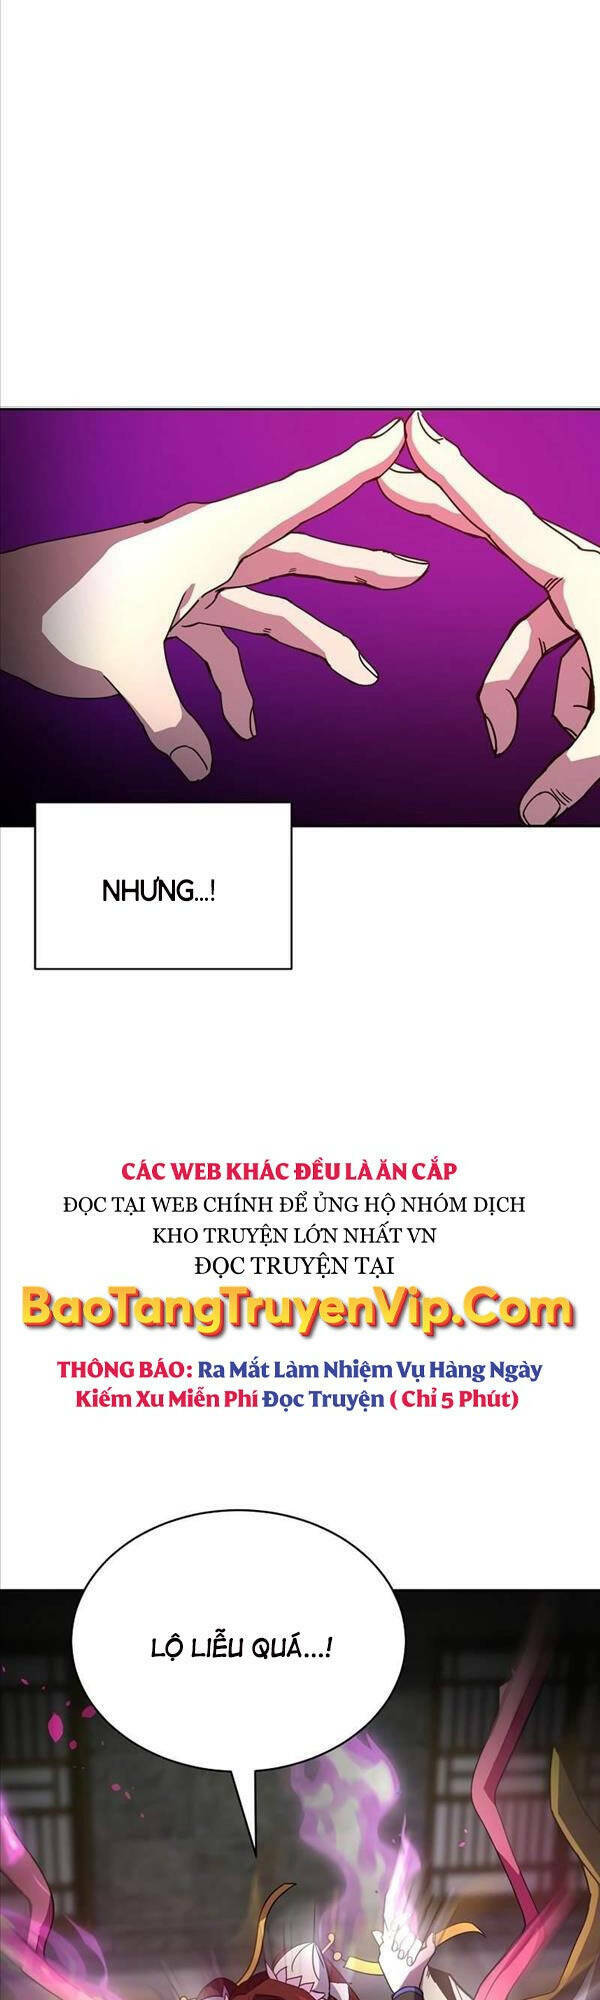 NHƯNG...!
CÁC WEB KHÁC ĐỀU LÀ ĂN CẮP
ĐỌC TẠI WEB CHÍNH ĐỂ ỦNG HỘ NHÓM DỊCH
KHO TRUYỆN LỚN NHẤT VN
ĐỌC TRUYỆN TẠI
BaoTangTruyenVip.Com
THÔNG BÁO: Ra Mắt Làm Nhiệm Vụ Hàng Ngày
Kiếm Xu Miễn Phí Đọc Truyện ( Chỉ 5 Phút)
LỘ LIỄU QUÁ...!